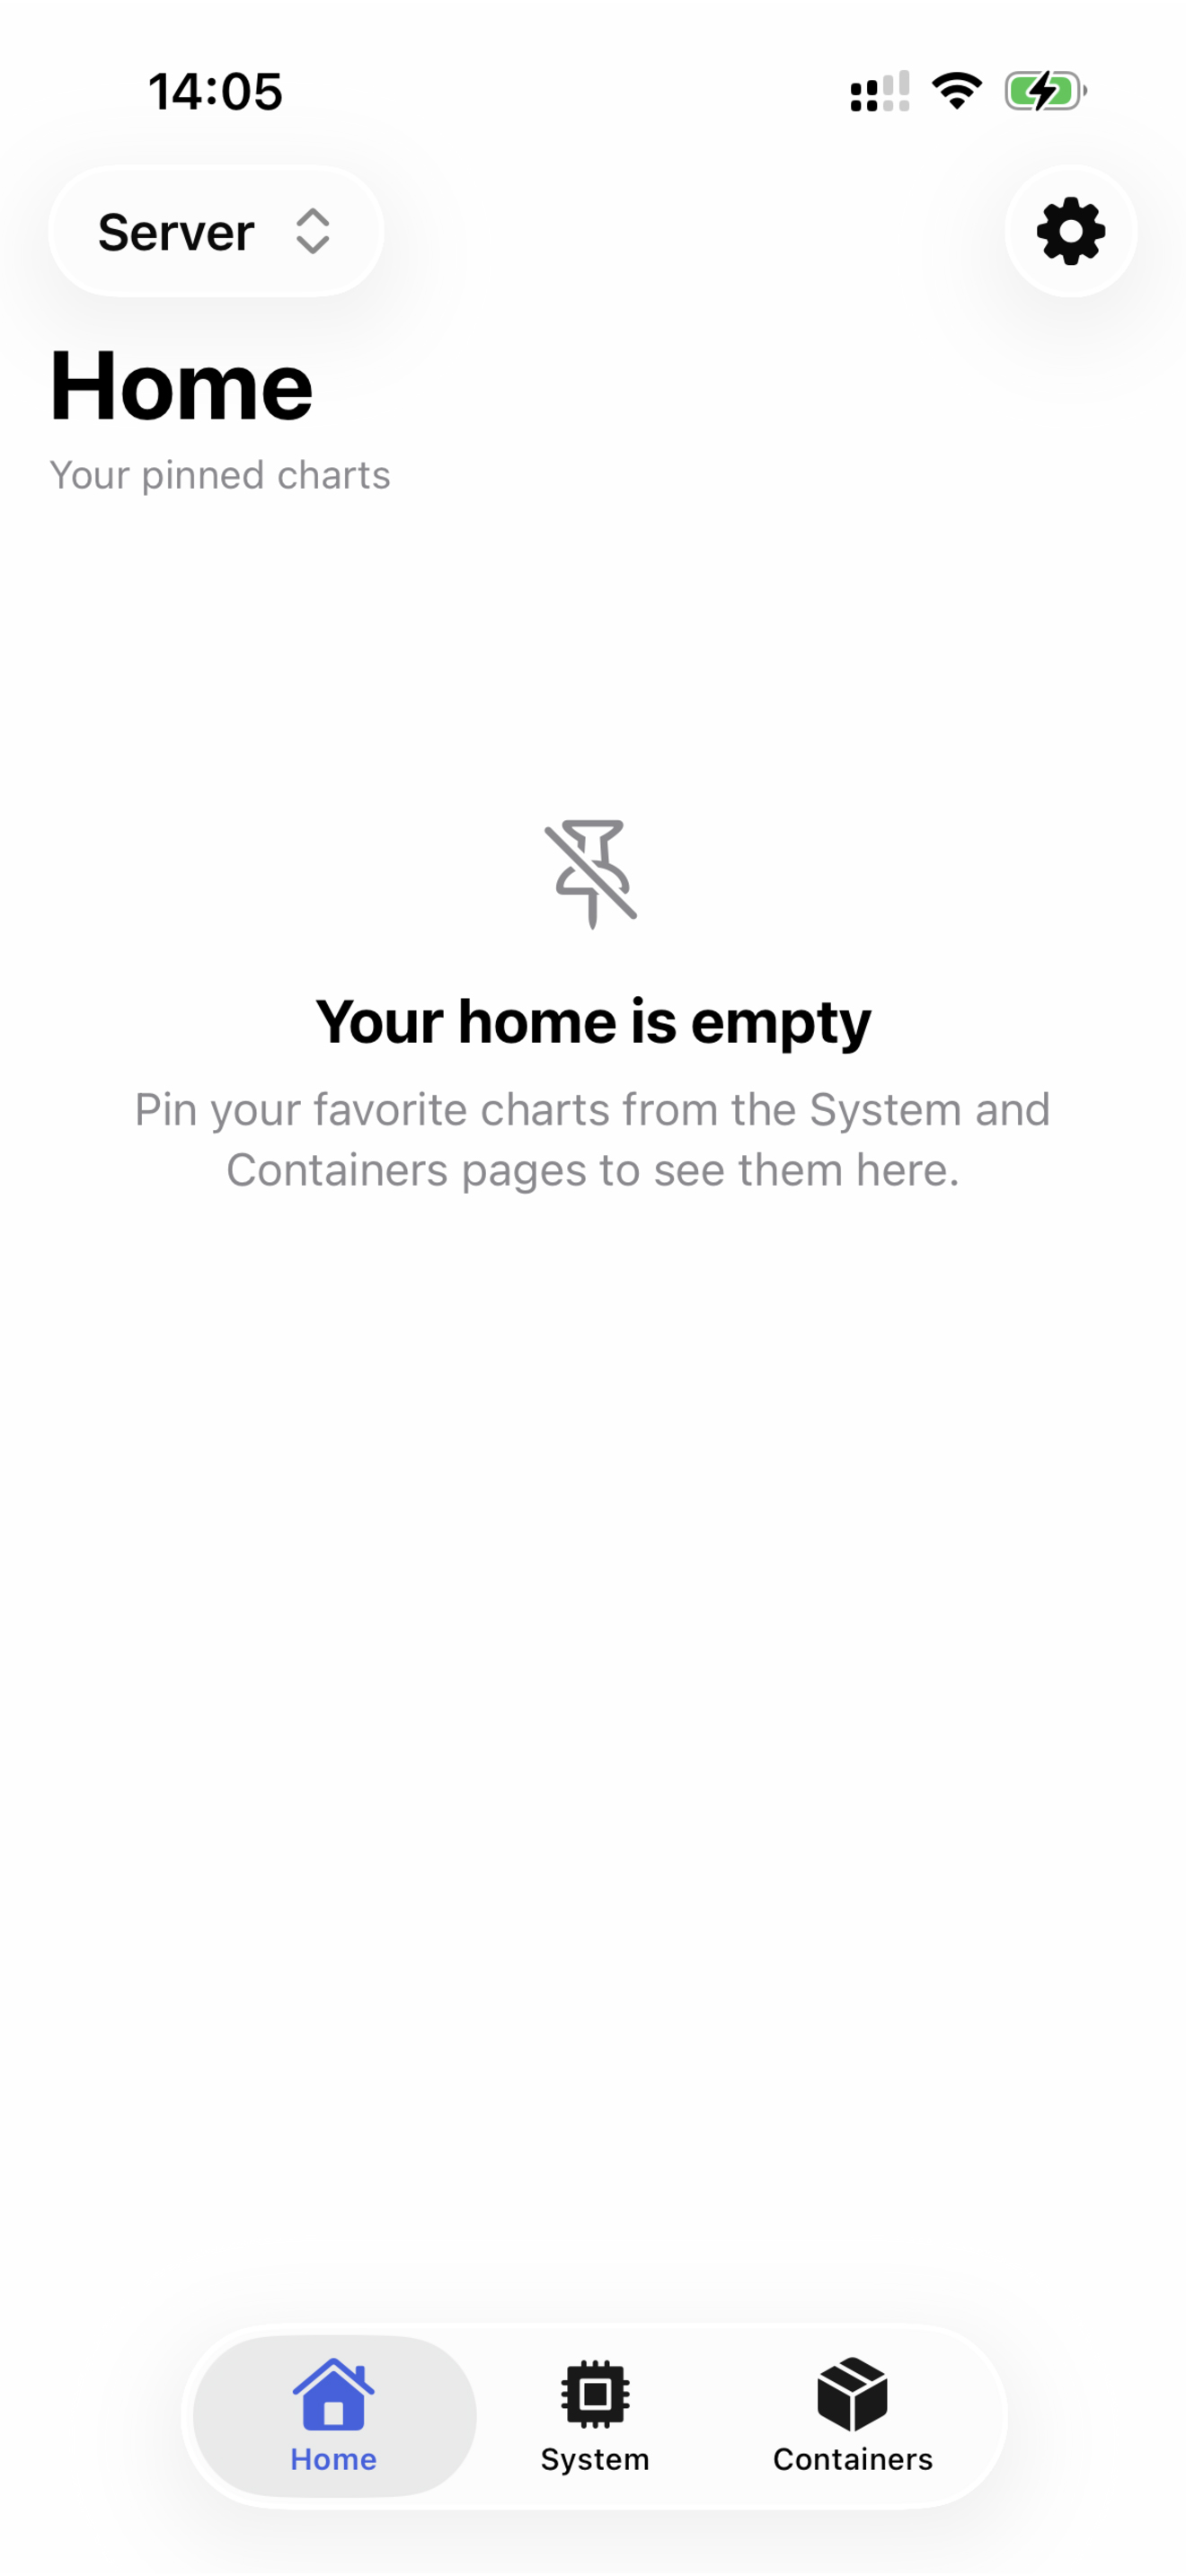 14:05
Server
Home
Your pinned charts
Your home is empty
Pin your favorite charts from the System and
Containers pages to see them here.
Home
System
Containers